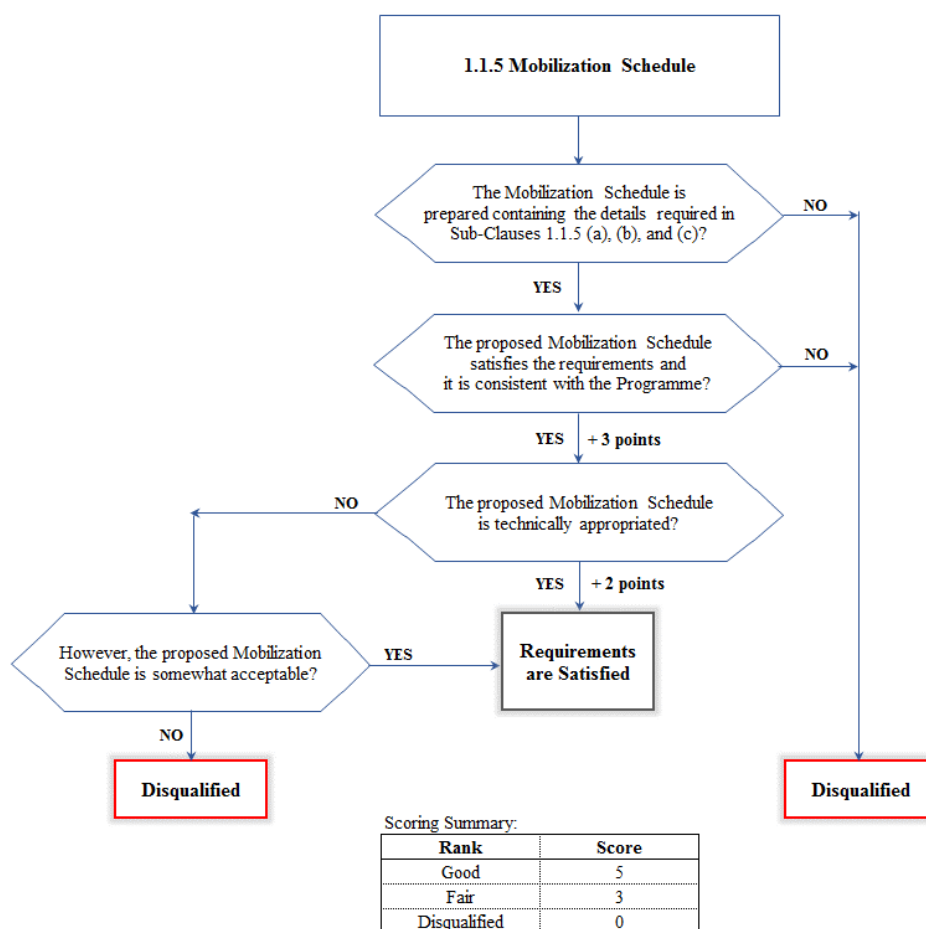 1.1.5 Mobilization Schedule
The Mobilization Schedule is
prepared containing the details required in
Sub-Clauses 1.1.5 (a), (b), and (c)?
NO
YES
The proposed Mobilization Schedule
satisfies the requirements and
it is consistent with the Programme?
NO
YES + 3 points
The proposed Mobilization Schedule
is technically appropriated?
NO
YES + 2 points
However, the proposed Mobilization
Schedule is somewhat acceptable?
YES
Requirements
are Satisfied
NO
Disqualified
Disqualified
Scoring Summary:
Rank Score
Good 5
Fair 3
Disqualified 0